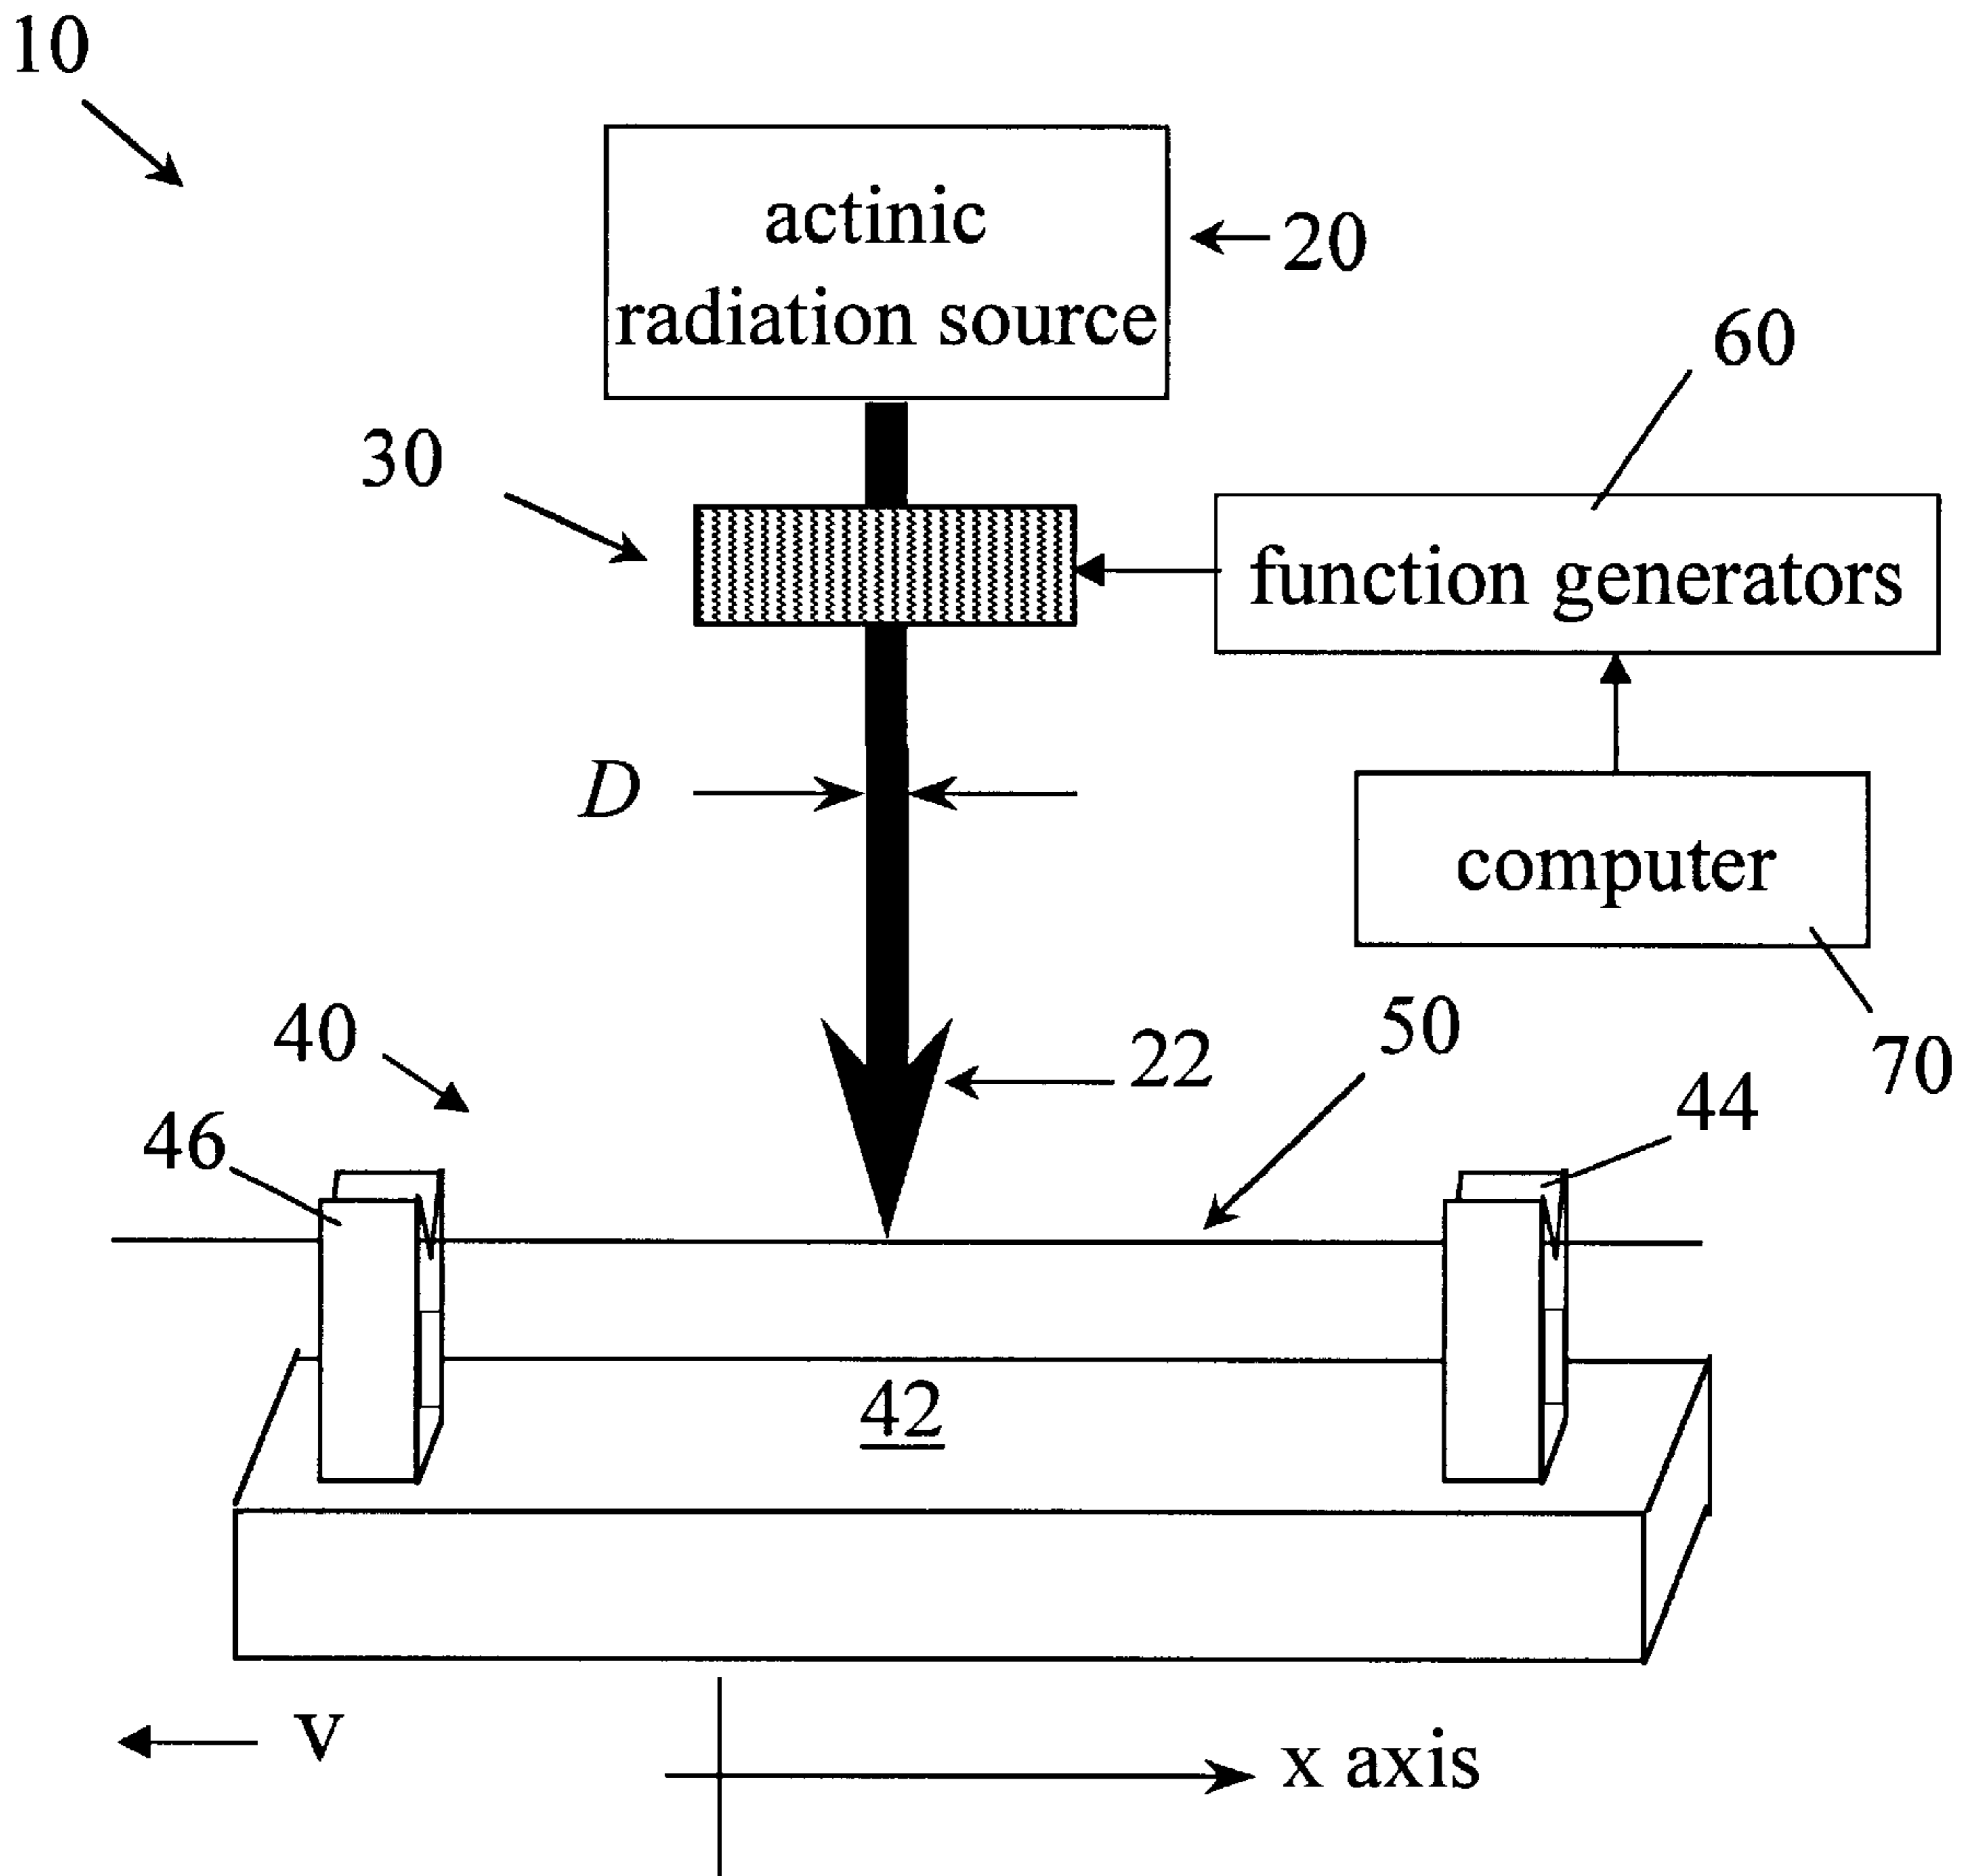 10
actinic
radiation source
20
60
30
function generators
D
computer
40
50
22
70
44
46
42
v
x axis